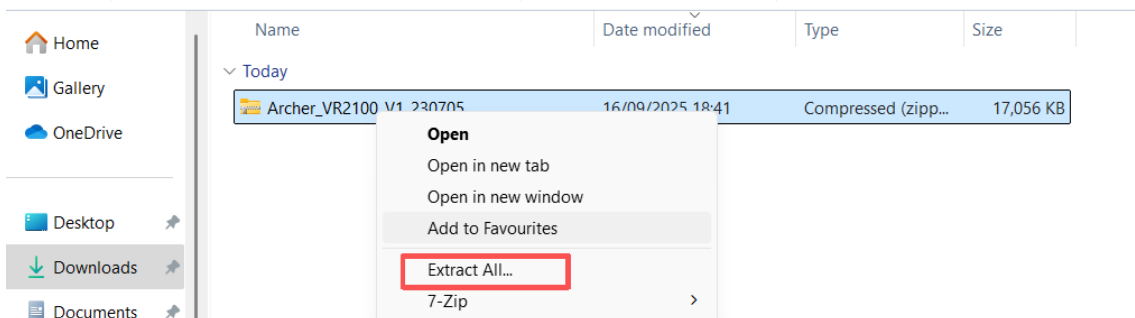 Name Date modified Type Size
Home
Today
Gallery
Archer_VR2100_V1_230705 16/09/2025 18:41 Compressed (zipp... 17,056 KB
OneDrive
Open
Open in new tab
Open in new window
Desktop
Add to Favourites
Downloads
Extract All...
7-Zip
Documents